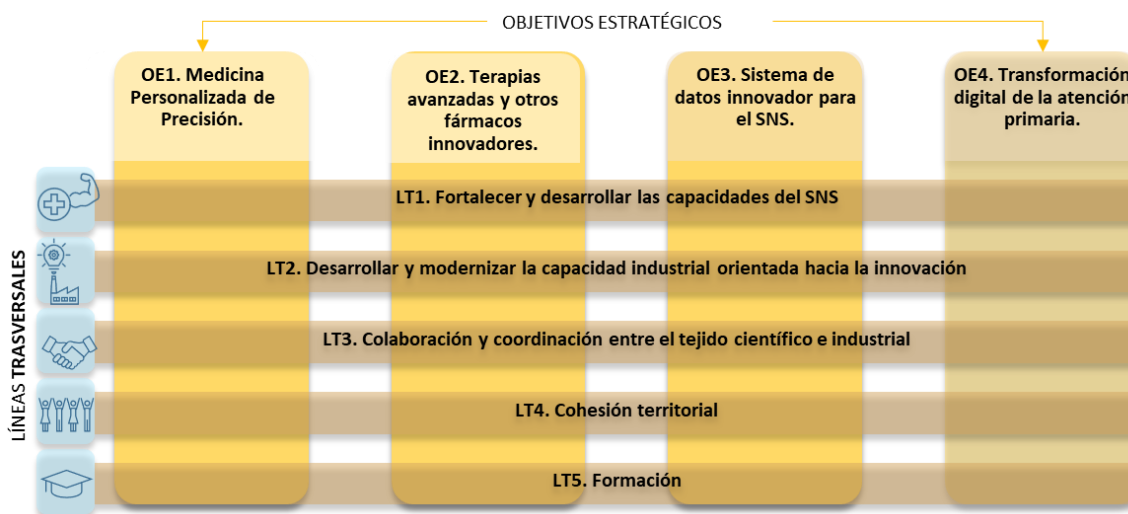 OBJETIVOS ESTRATÉGICOS
OE1. Medicina
Personalizada de
Precisión.
OE2. Terapias
avanzadas y otros
fármacos
innovadores.
OE3. Sistema de
datos innovador para
el SNS.
OE4. Transformación
digital de la atención
primaria.
LÍNEAS TRASVERSALES
LT1. Fortalecer y desarrollar las capacidades del SNS
LT2. Desarrollar y modernizar la capacidad industrial orientada hacia la innovación
LT3. Colaboración y coordinación entre el tejido científico e industrial
LT4. Cohesión territorial
LT5. Formación